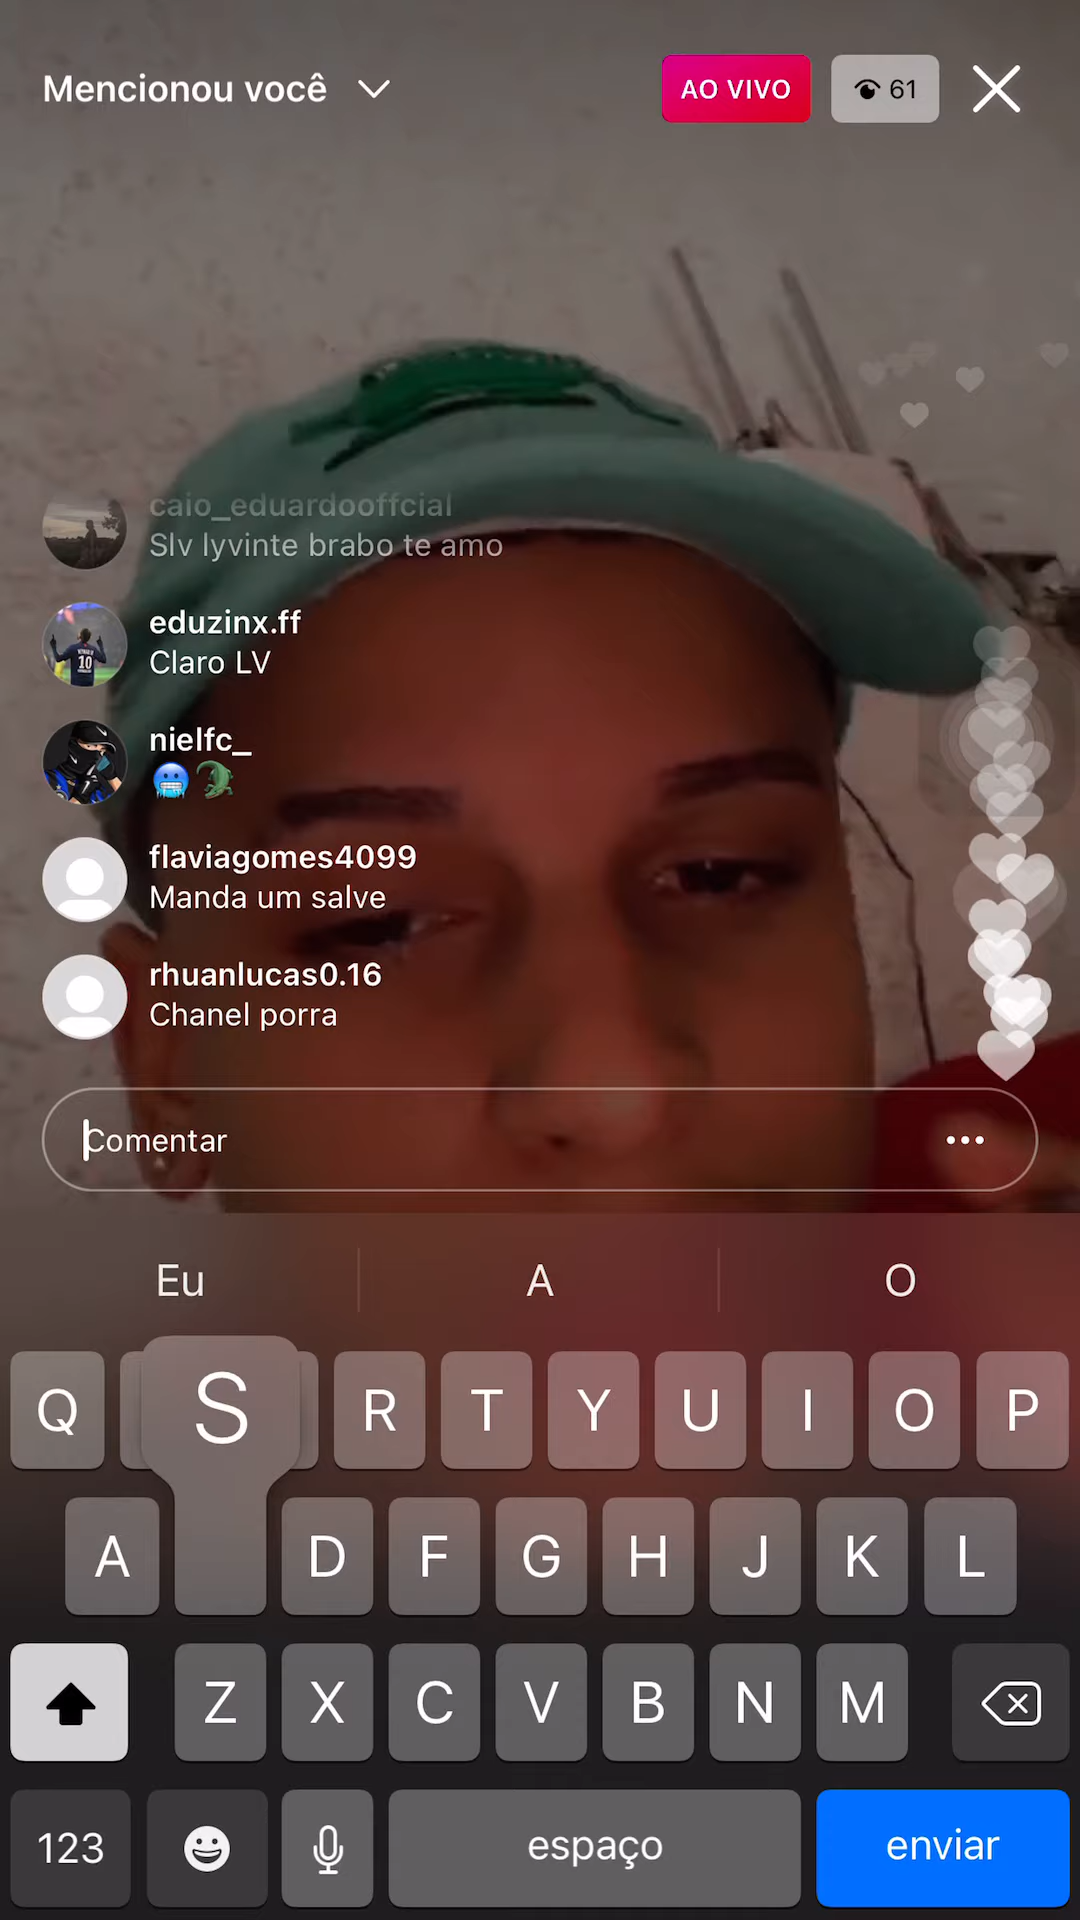 Mencionou você
AO VIVO
61
caio_eduardooffcial
Slv lyvinte brabo te amo
eduzinx.ff
Claro LV
10
nielfc_
flaviagomes4099
Manda um salve
rhuanlucas0.16
Chanel porra
Comentar
Eu A O
Q S R T Y U I O P
A D F G H J K L
Z X C V B N M
123 espaço enviar